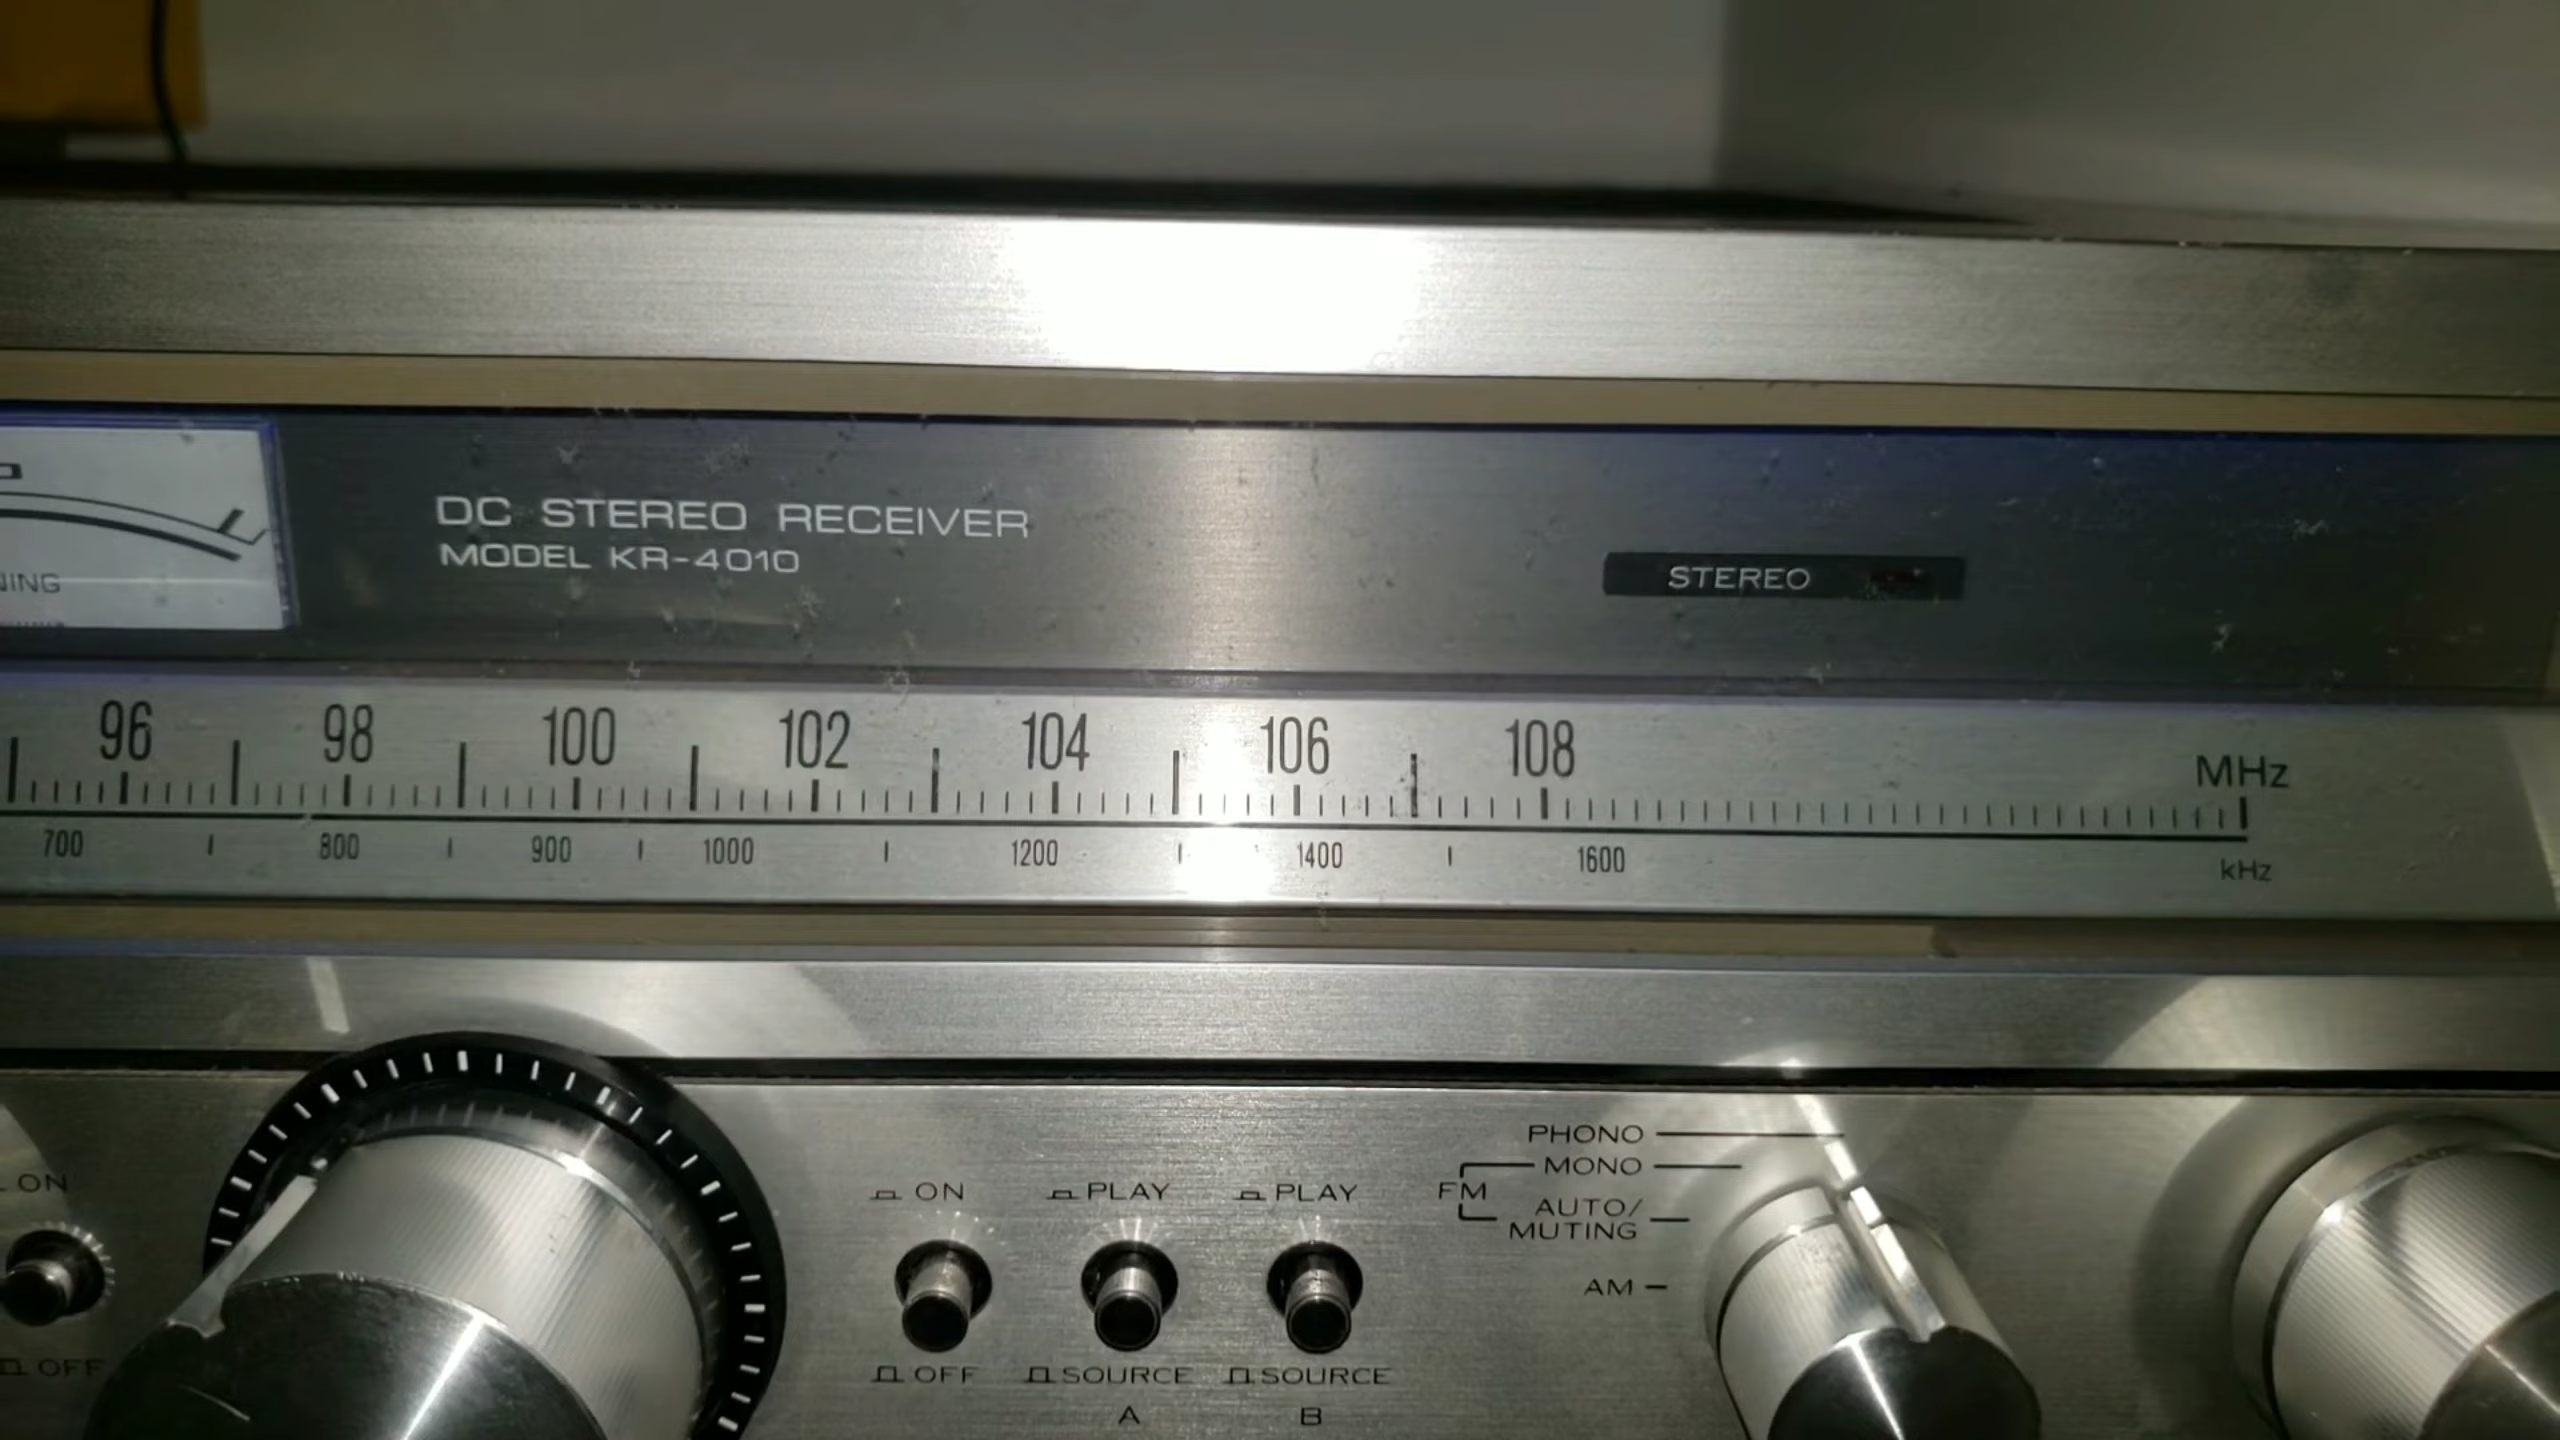 DC STEREO RECEIVER
MODEL KR-4010
STEREO
96 98 100 102 104 106 108 MHz
700 800 900 1000 1200 1400 1600 kHz
PHONO
MONO
FM
AUTO/
MUTING
AM
ON ON PLAY PLAY
OFF OFF SOURCE SOURCE
A B